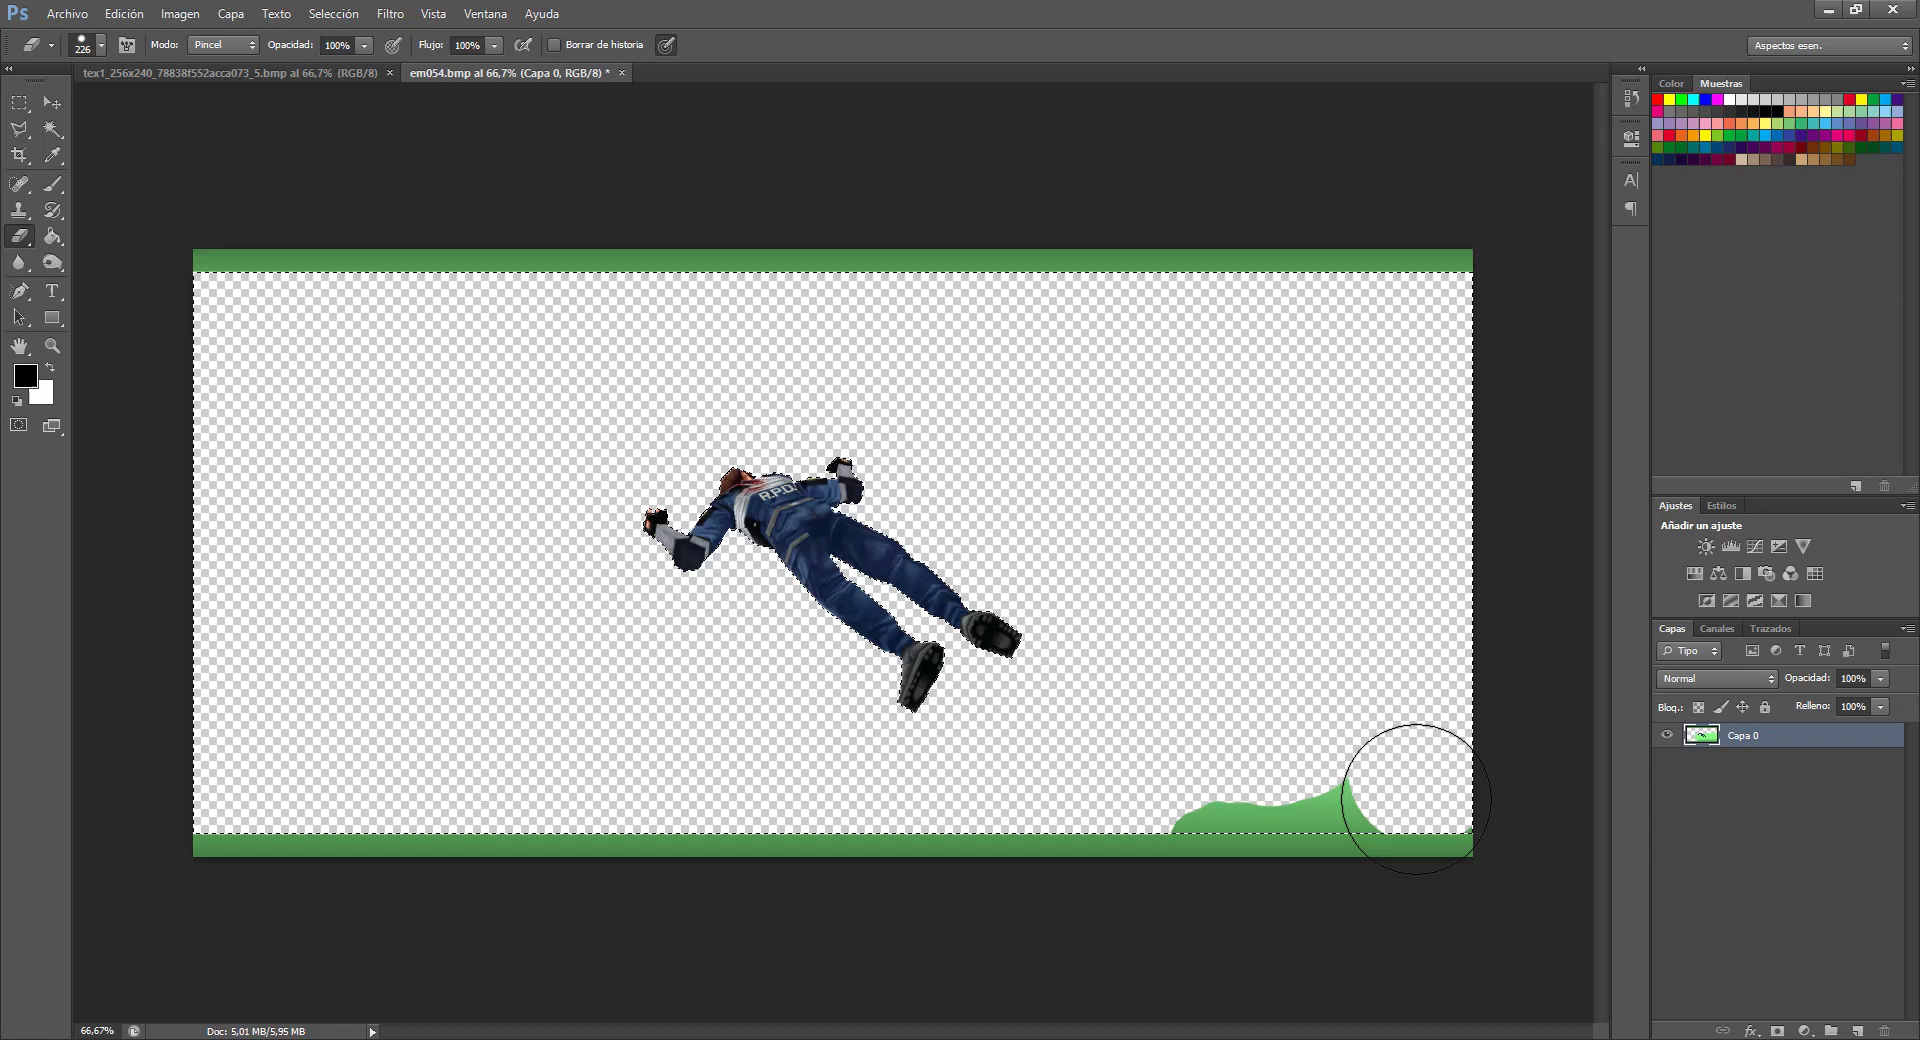 Ps Archivo Edición Imagen Capa Texto Selección Filtro Vista Ventana Ayuda
226 Modo: Pincel Opacidad: 100% Flujo: 100% Borrar de historia Aspectos esen.
tex1_256x240_78838f552acca073_5.bmp al 66,7% (RGB/8) × em054.bmp al 66,7% (Capa 0, RGB/8) * ×
Color Muestras
R.P.D.
Ajustes Estilos
Añadir un ajuste
Capas Canales Trazados
Tipo
Normal Opacidad: 100%
Bloq.: Relleno: 100%
Capa 0
66,67% Doc: 5,01 MB/5,95 MB
fx